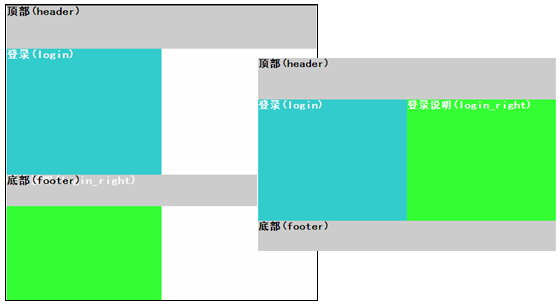 顶部(header)
登录(login)
底部(footer)
in_right)
顶部(header)
登录(login)
登录说明(login_right)
底部(footer)